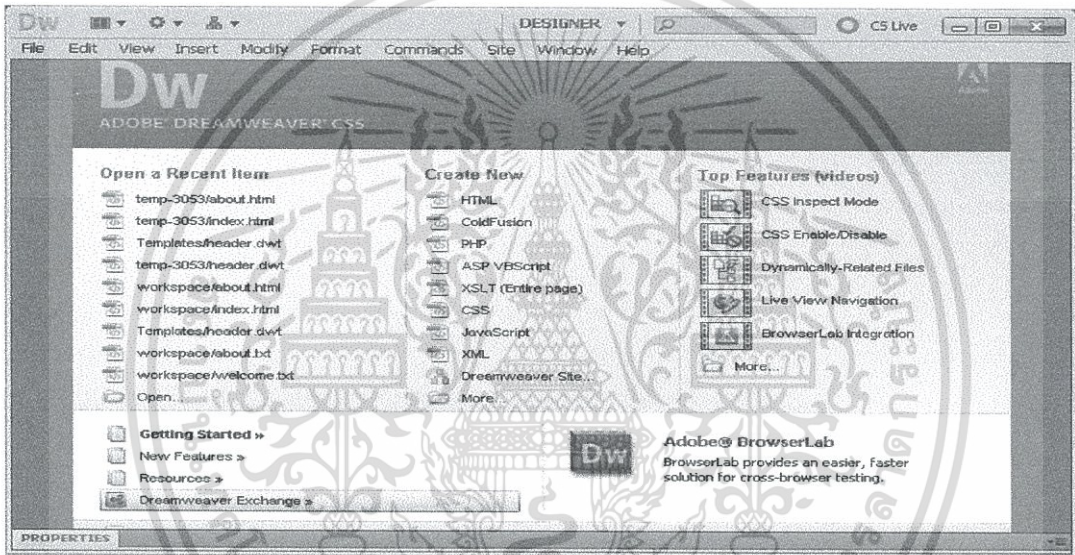 Dw
DESIGNER
CS Live
File Edit View Insert Modify Format Commands Site Window Help
Dw
ADOBE® DREAMWEAVER® CS5
Adobe
Open a Recent Item
temp-3053/about.html
temp-3053/index.html
Templates/header.dwt
temp-3053/header.dwt
workspace/about.html
workspace/index.html
Templates/header.dwt
workspace/about.txt
workspace/welcome.txt
Open...
Create New
HTML
ColdFusion
PHP
ASP VBScript
XSLT (Entire page)
CSS
JavaScript
XML
Dreamweaver Site...
More...
Top Features (videos)
CSS Inspect Mode
CSS Enable/Disable
Dynamically-Related Files
Live View Navigation
BrowserLab Integration
More...
Getting Started »
New Features »
Resources »
Dreamweaver Exchange »
Dw
Adobe® BrowserLab
BrowserLab provides an easier, faster
solution for cross-browser testing.
PROPERTIES